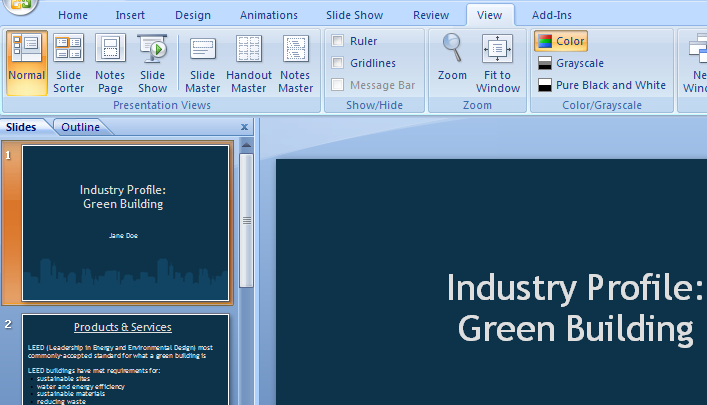 Home Insert Design Animations Slide Show Review View Add-Ins
Normal Slide Sorter Notes Page Slide Show Slide Master Handout Master Notes Master
Presentation Views
Ruler
Gridlines
Message Bar
Show/Hide
Zoom Fit to Window
Zoom
Color
Grayscale
Pure Black and White
Color/Grayscale
Slides Outline x
1
Industry Profile:
Green Building
Jane Doe
2
Products & Services
LEED (Leadership in Energy and Environmental Design) most
commonly-accepted standard for what a green building is
LEED buildings have met requirements for:
sustainable sites
water and energy efficiency
sustainable materials
reducing waste
Industry Profile:
Green Building